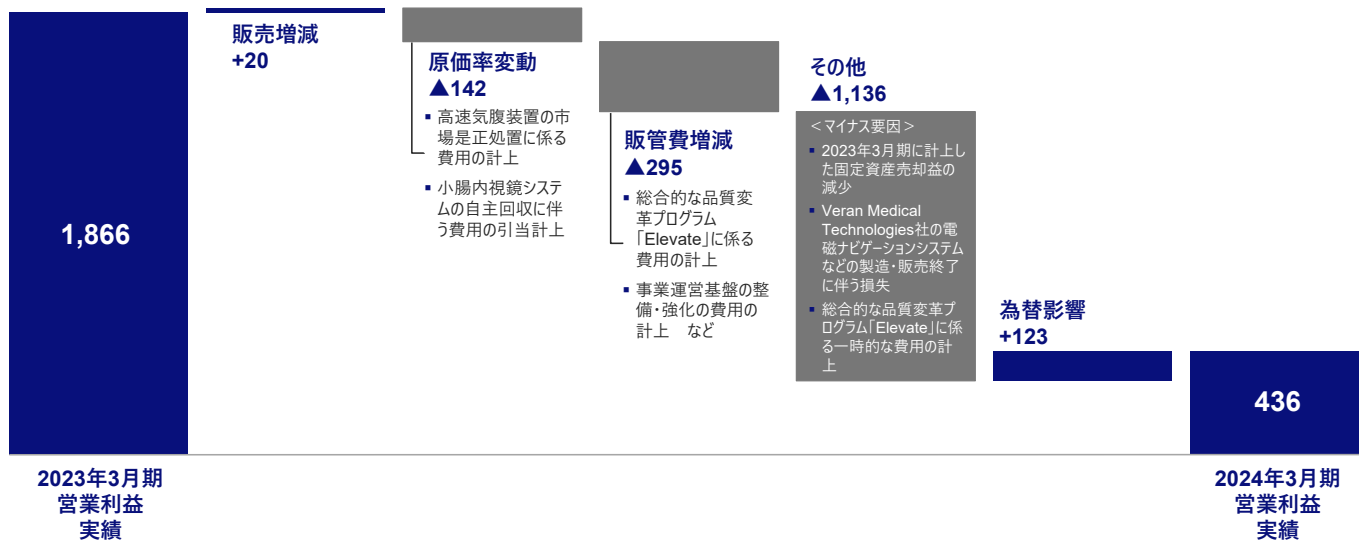 1,866
2023年3月期
営業利益
実績
販売増減
+20
原価率変動
▲142
▪ 高速気腹装置の市
場是正処置に係る
費用の計上
▪ 小腸内視鏡システ
ムの自主回収に伴
う費用の引当計上
販管費増減
▲295
▪ 総合的な品質変
革プログラム
「Elevate」に係る
費用の計上
▪ 事業運営基盤の整
備・強化の費用の
計上　など
その他
▲1,136
＜マイナス要因＞
▪ 2023年3月期に計上し
た固定資産売却益の
減少
▪ Veran Medical
Technologies社の電
磁ナビゲーションシステム
などの製造・販売終了
に伴う損失
▪ 総合的な品質変革プ
ログラム「Elevate」に係
る一時的な費用の計
上
為替影響
+123
436
2024年3月期
営業利益
実績